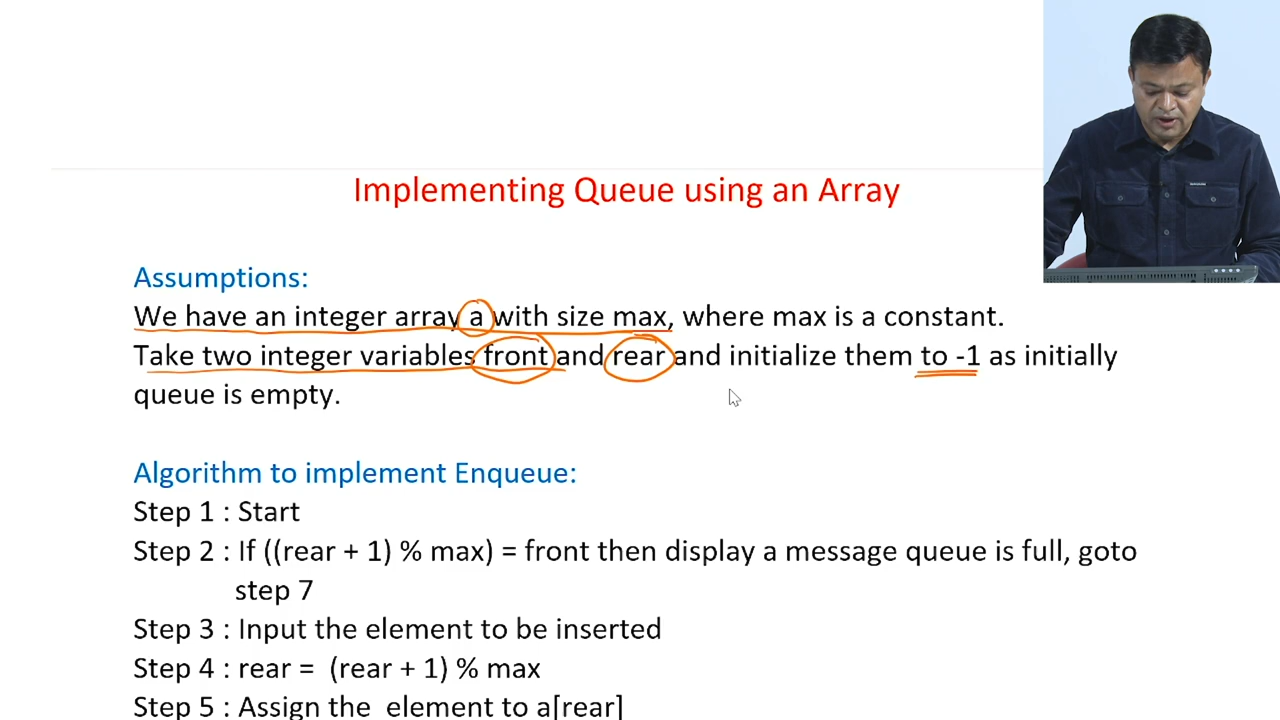 Implementing Queue using an Array
Assumptions:
We have an integer array a with size max, where max is a constant.
Take two integer variables front and rear and initialize them to -1 as initially
queue is empty.
Algorithm to implement Enqueue:
Step 1 : Start
Step 2 : If ((rear + 1) % max) = front then display a message queue is full, goto
step 7
Step 3 : Input the element to be inserted
Step 4 : rear = (rear + 1) % max
Step 5 : Assign the element to a[rear]